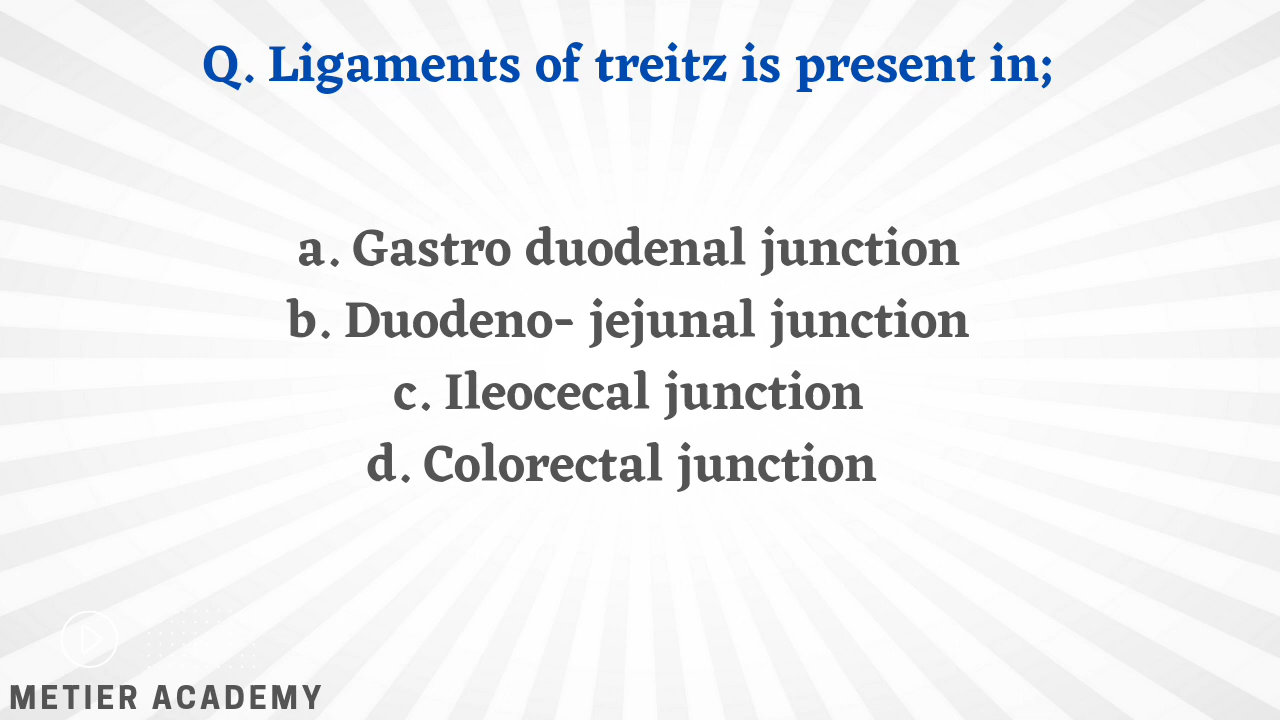 Q. Ligaments of treitz is present in;
a. Gastro duodenal junction
b. Duodeno- jejunal junction
c. Ileocecal junction
d. Colorectal junction
METIER ACADEMY